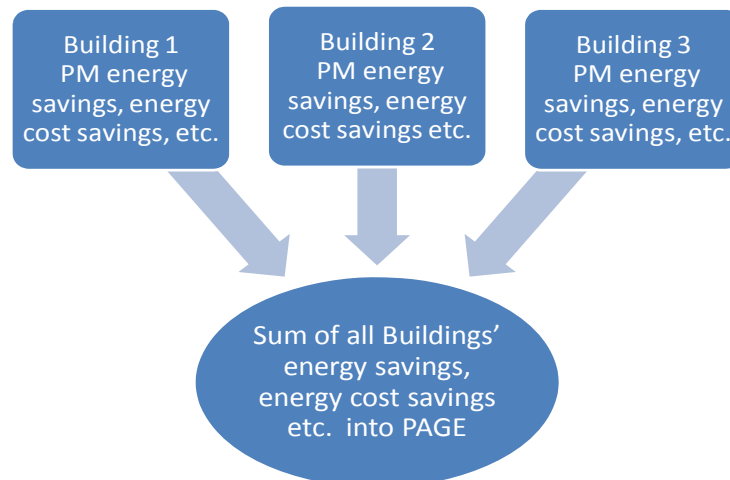 Building 1
PM energy
savings, energy
cost savings, etc.
Building 2
PM energy
savings, energy
cost savings etc.
Building 3
PM energy
savings, energy
cost savings, etc.
Sum of all Buildings’
energy savings,
energy cost savings
etc. into PAGE